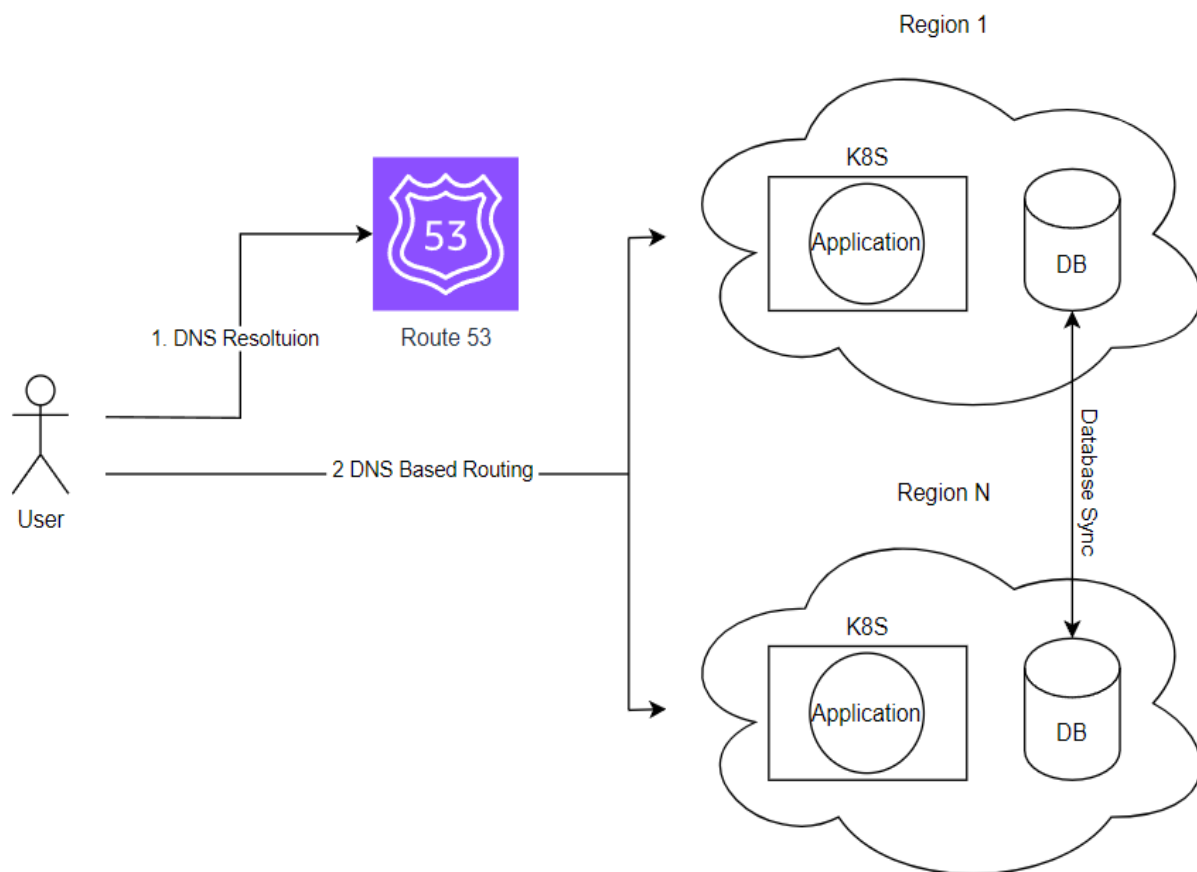 Region 1
K8S
Application
DB
53
Route 53
1. DNS Resoltuion
User
2 DNS Based Routing
Database Sync
Region N
K8S
Application
DB